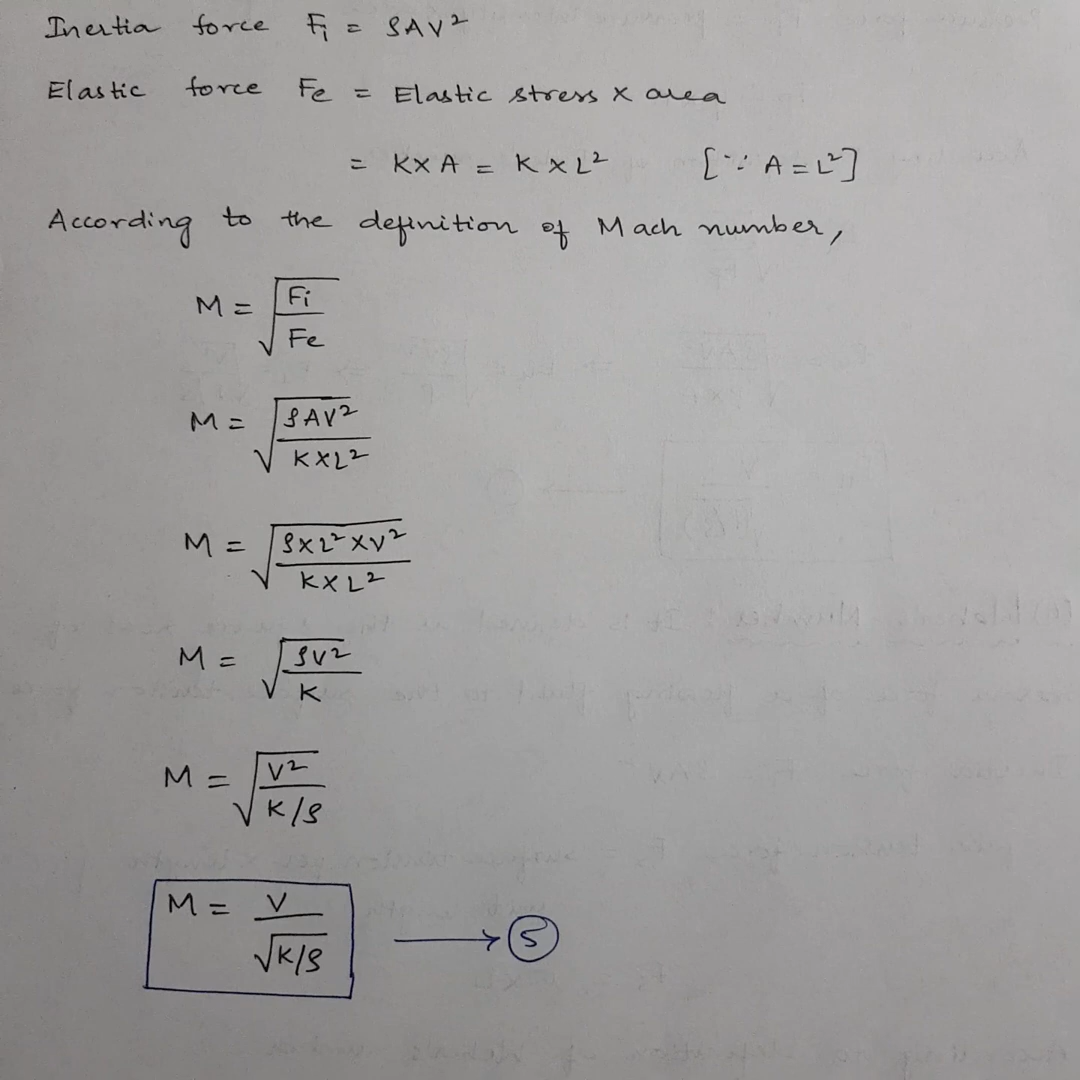 Inertia force Fi = ρAV²
Elastic force Fe = Elastic stress × area
= K×A = K×L² [∵ A = L²]
According to the definition of Mach number,
M = √(Fi/Fe)
M = √(ρAV²/K×L²)
M = √(ρ×L²×V²/K×L²)
M = √(ρV²/K)
M = √(V²/K/ρ)
M = V/√K/ρ → 5